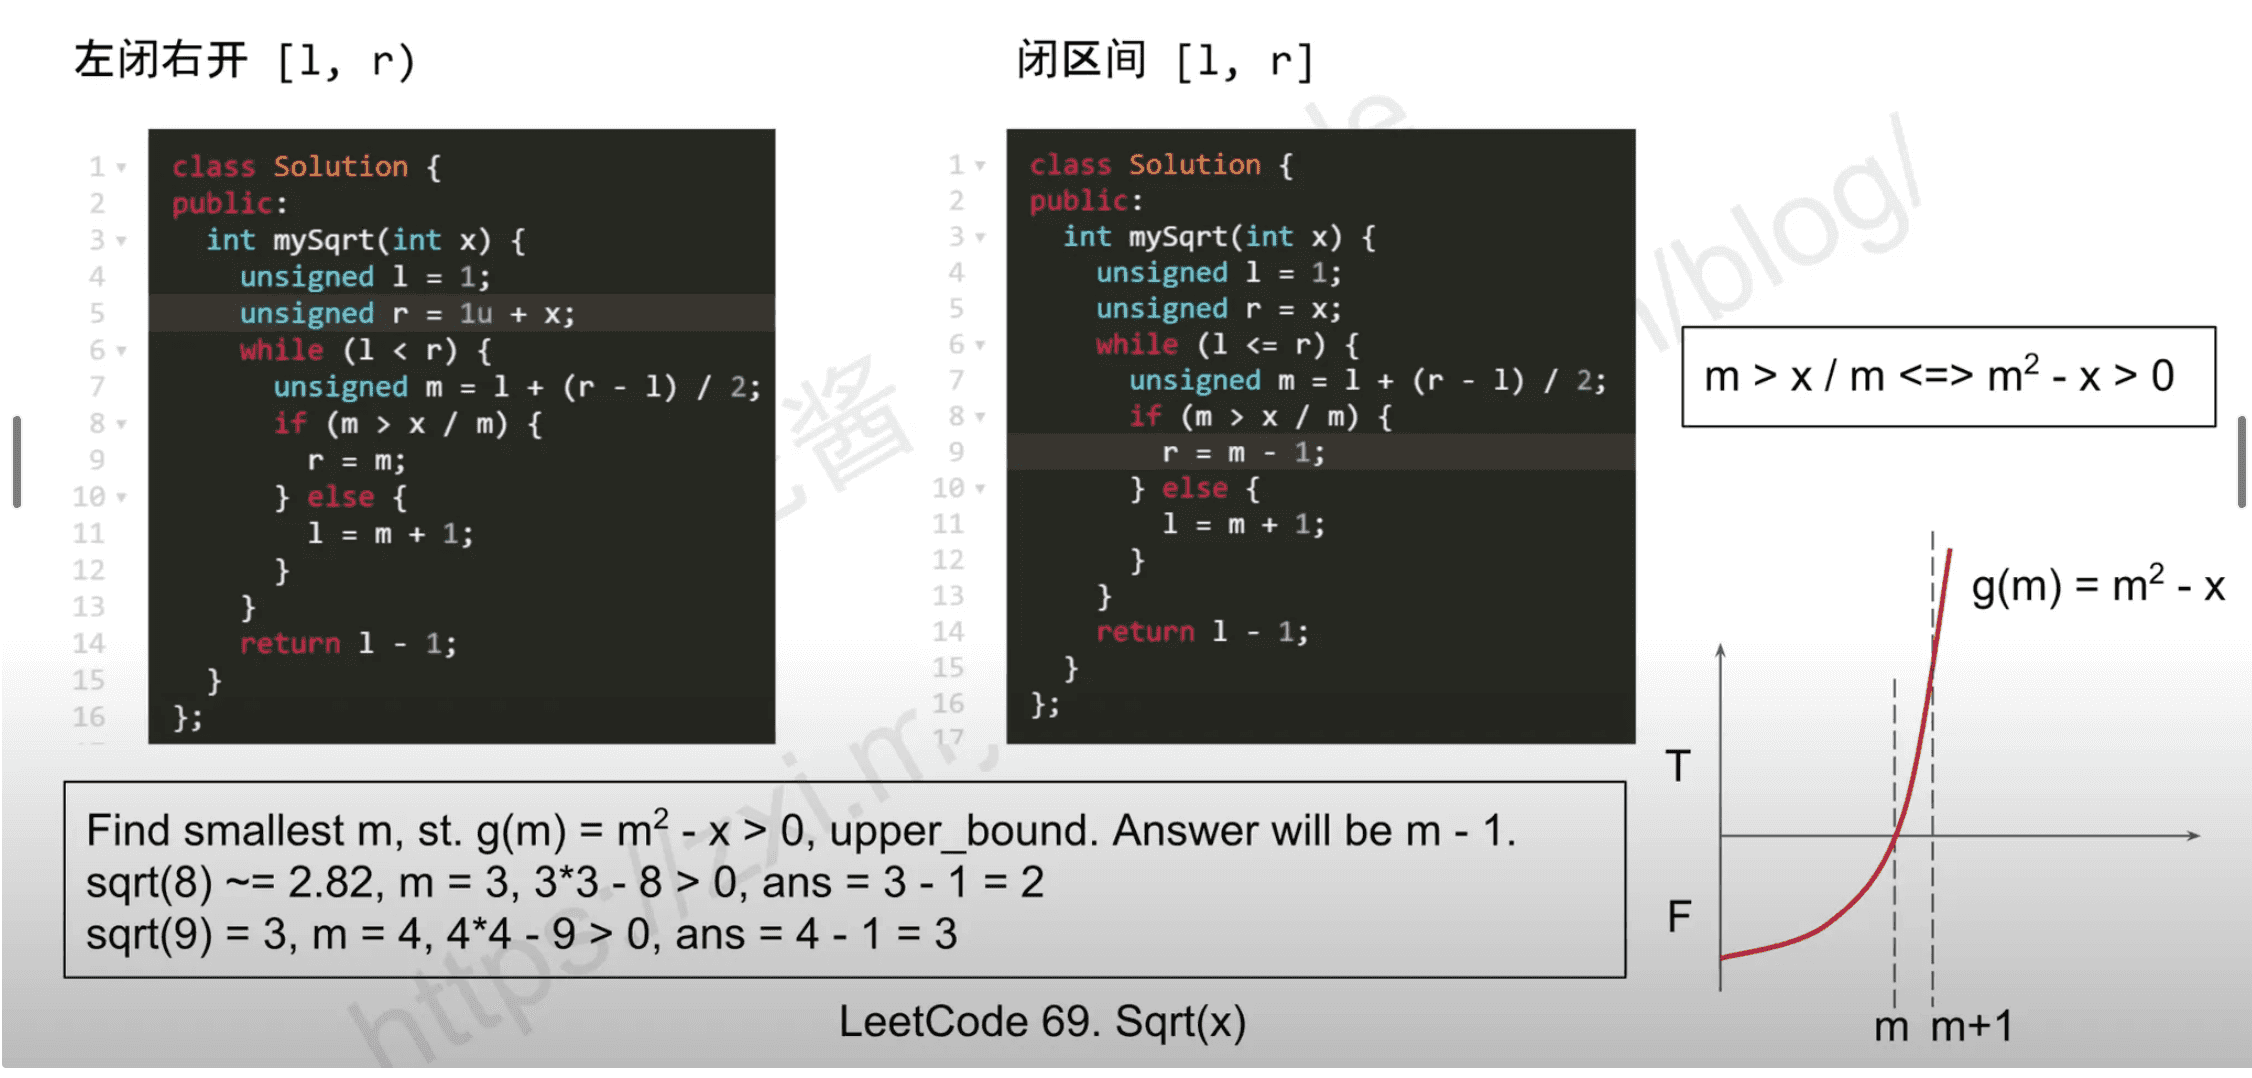 左闭右开 [l, r)
1 class Solution {
2 public:
3   int mySqrt(int x) {
4     unsigned l = 1;
5     unsigned r = 1u + x;
6     while (l < r) {
7       unsigned m = l + (r - l) / 2;
8       if (m > x / m) {
9         r = m;
10       } else {
11         l = m + 1;
12       }
13     }
14     return l - 1;
15   }
16 };
闭区间 [l, r]
1 class Solution {
2 public:
3   int mySqrt(int x) {
4     unsigned l = 1;
5     unsigned r = x;
6     while (l <= r) {
7       unsigned m = l + (r - l) / 2;
8       if (m > x / m) {
9         r = m - 1;
10       } else {
11         l = m + 1;
12       }
13     }
14     return l - 1;
15   }
16 };
17
m > x / m <=> m² - x > 0
g(m) = m² - x
T
F
m m+1
Find smallest m, st. g(m) = m² - x > 0, upper_bound. Answer will be m - 1.
sqrt(8) ~= 2.82, m = 3, 3*3 - 8 > 0, ans = 3 - 1 = 2
sqrt(9) = 3, m = 4, 4*4 - 9 > 0, ans = 4 - 1 = 3
LeetCode 69. Sqrt(x)
https://zxi.m
酱
/blog/